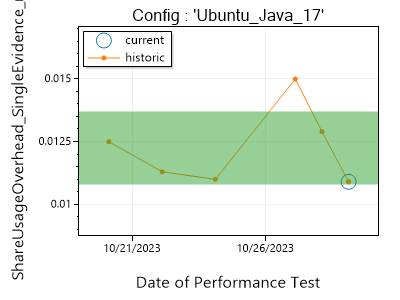 Config : 'Ubuntu_Java_17'
current
historic
ShareUsageOverhead_SingleEvidence_
0.015
0.0125
0.01
10/21/2023
10/26/2023
Date of Performance Test